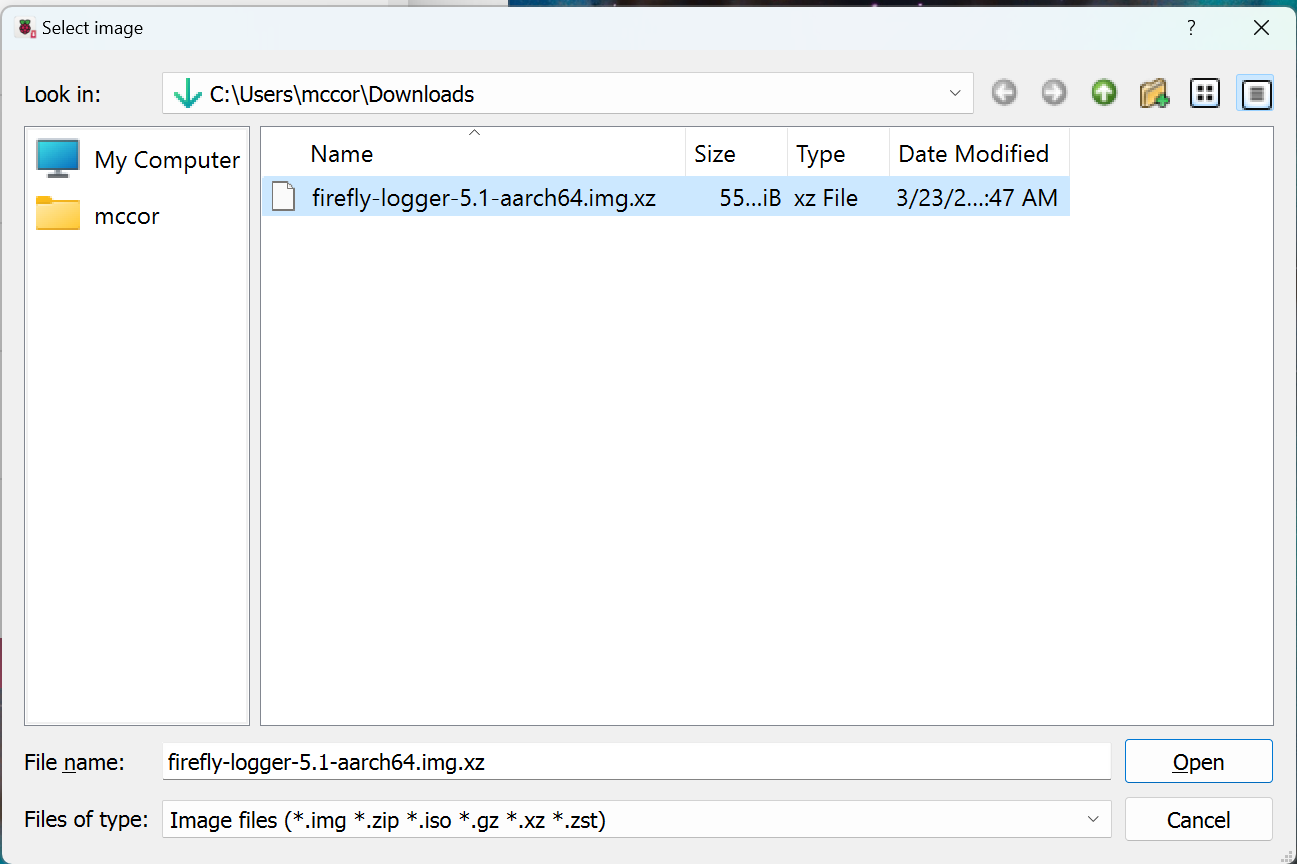 Select image
?
Look in: C:\Users\mccor\Downloads
My Computer
mccor
Name Size Type Date Modified
firefly-logger-5.1-aarch64.img.xz 55...iB xz File 3/23/2...:47 AM
File name: firefly-logger-5.1-aarch64.img.xz Open
Files of type: Image files (*.img *.zip *.iso *.gz *.xz *.zst) Cancel